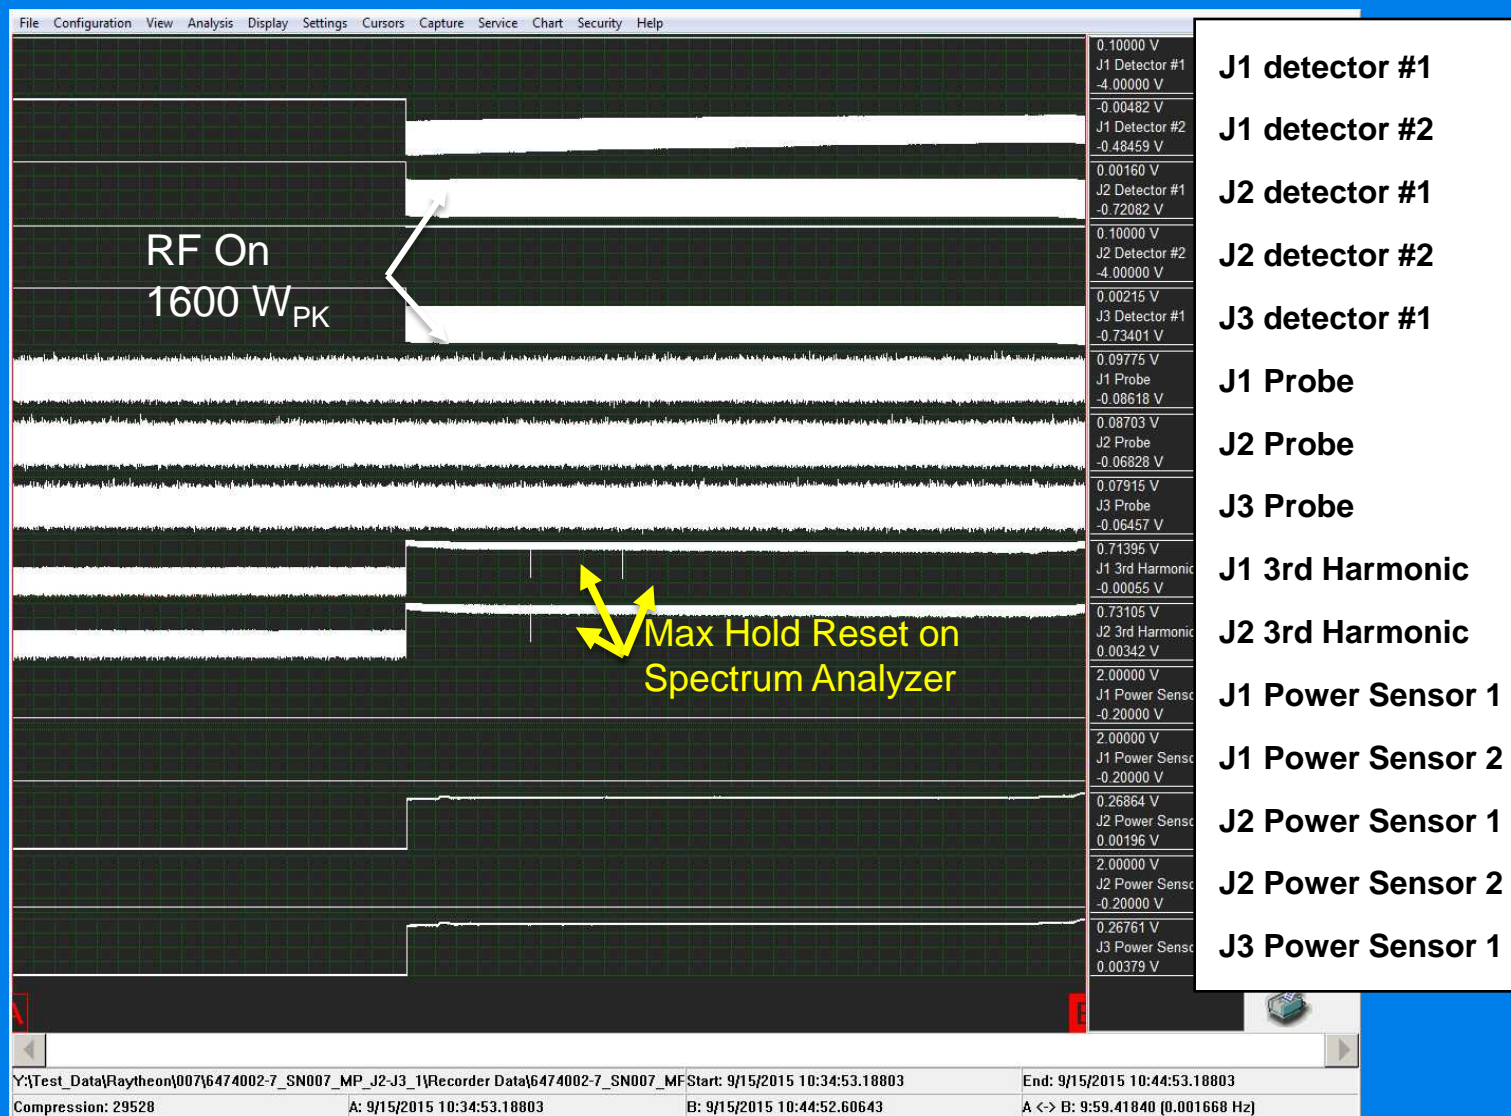 File Configuration View Analysis Display Settings Cursors Capture Service Chart Security Help
0.10000 V
J1 Detector #1
-4.00000 V
-0.00482 V
J1 Detector #2
-0.48459 V
0.00160 V
J2 Detector #1
-0.72082 V
0.10000 V
J2 Detector #2
-4.00000 V
0.00215 V
J3 Detector #1
-0.73401 V
0.09775 V
J1 Probe
-0.08618 V
0.08703 V
J2 Probe
-0.06828 V
0.07915 V
J3 Probe
-0.06457 V
0.71395 V
J1 3rd Harmonic
-0.00055 V
0.73105 V
J2 3rd Harmonic
0.00342 V
2.00000 V
J1 Power Senso
-0.20000 V
2.00000 V
J1 Power Senso
-0.20000 V
0.26864 V
J2 Power Senso
0.00196 V
2.00000 V
J2 Power Senso
-0.20000 V
0.26761 V
J3 Power Senso
0.00379 V
RF On
1600 WPK
Max Hold Reset on
Spectrum Analyzer
J1 detector #1
J1 detector #2
J2 detector #1
J2 detector #2
J3 detector #1
J1 Probe
J2 Probe
J3 Probe
J1 3rd Harmonic
J2 3rd Harmonic
J1 Power Sensor 1
J1 Power Sensor 2
J2 Power Sensor 1
J2 Power Sensor 2
J3 Power Sensor 1
A
Y:\Test_Data\Raytheon\007\6474002-7_SN007_MP_J2-J3_1\Recorder Data\6474002-7_SN007_MF Start: 9/15/2015 10:34:53.18803 End: 9/15/2015 10:44:53.18803
Compression: 29528 A: 9/15/2015 10:34:53.18803 B: 9/15/2015 10:44:52.60643 A <-> B: 9:59.41840 (0.001668 Hz)